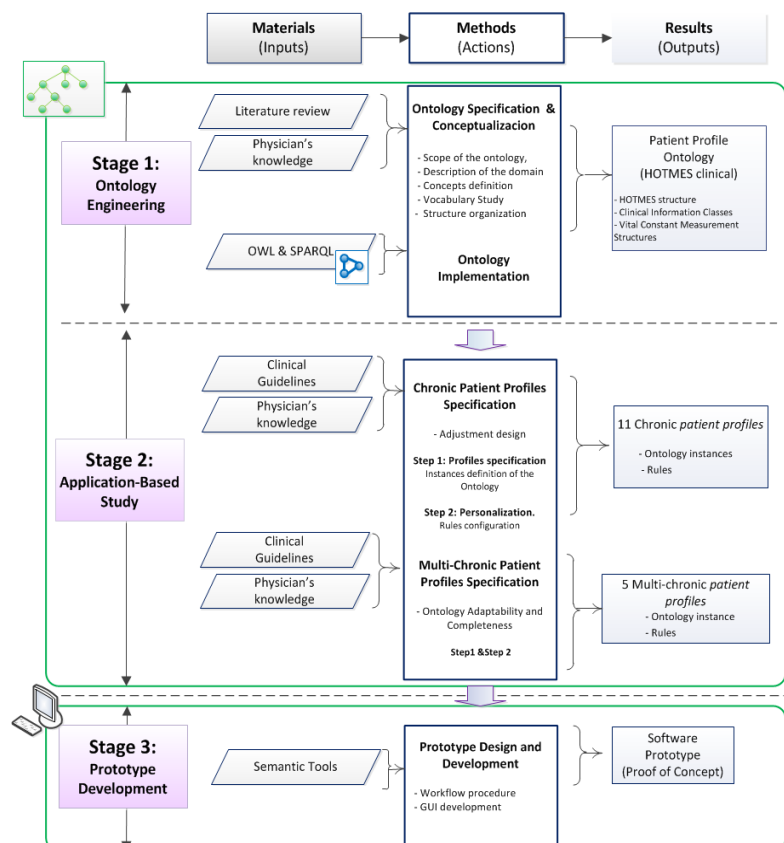 Materials
(Inputs)
Methods
(Actions)
Results
(Outputs)
Stage 1:
Ontology
Engineering
Literature review
Physician's
knowledge
OWL & SPARQL
Ontology Specification &
Conceptualizacion
- Scope of the ontology,
- Description of the domain
- Concepts definition
- Vocabulary Study
- Structure organization
Ontology
Implementation
Patient Profile
Ontology
(HOTMES clinical)
- HOTMES structure
- Clinical Information Classes
- Vital Constant Measurement
Structures
Stage 2:
Application-Based
Study
Clinical
Guidelines
Physician's
knowledge
Clinical
Guidelines
Physician's
knowledge
Chronic Patient Profiles
Specification
- Adjustment design
Step 1: Profiles specification
Instances definition of the
Ontology
Step 2: Personalization.
Rules configuration
Multi-Chronic Patient
Profiles Specification
- Ontology Adaptability and
Completeness
Step1 &Step 2
11 Chronic patient profiles
- Ontology instances
- Rules
5 Multi-chronic patient
profiles
- Ontology instance
- Rules
Stage 3:
Prototype
Development
Semantic Tools
Prototype Design and
Development
- Workflow procedure
- GUI development
Software
Prototype
(Proof of Concept)